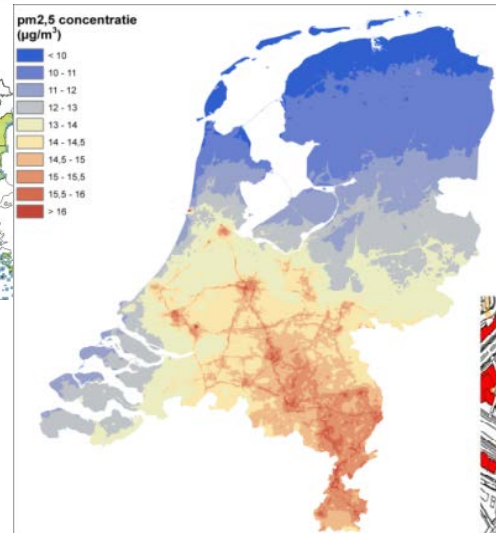 pm2,5 concentratie
(µg/m³)
< 10
10 - 11
11 - 12
12 - 13
13 - 14
14 - 14,5
14,5 - 15
15 - 15,5
15,5 - 16
> 16